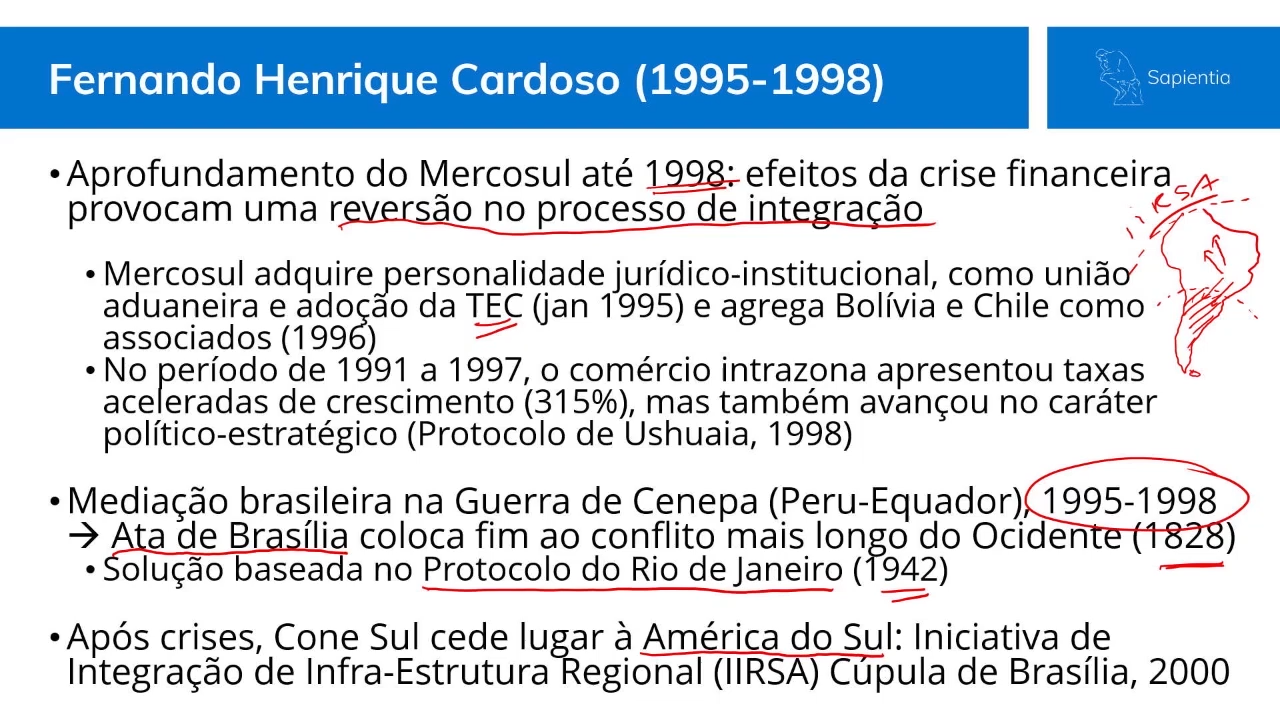 Fernando Henrique Cardoso (1995-1998)
Sapientia
• Aprofundamento do Mercosul até 1998: efeitos da crise financeira
provocam uma reversão no processo de integração
IRSA
• Mercosul adquire personalidade jurídico-institucional, como união
aduaneira e adoção da TEC (jan 1995) e agrega Bolívia e Chile como
associados (1996)
• No período de 1991 a 1997, o comércio intrazona apresentou taxas
aceleradas de crescimento (315%), mas também avançou no caráter
político-estratégico (Protocolo de Ushuaia, 1998)
• Mediação brasileira na Guerra de Cenepa (Peru-Equador), 1995-1998
→ Ata de Brasília coloca fim ao conflito mais longo do Ocidente (1828)
• Solução baseada no Protocolo do Rio de Janeiro (1942)
• Após crises, Cone Sul cede lugar à América do Sul: Iniciativa de
Integração de Infra-Estrutura Regional (IIRSA) Cúpula de Brasília, 2000